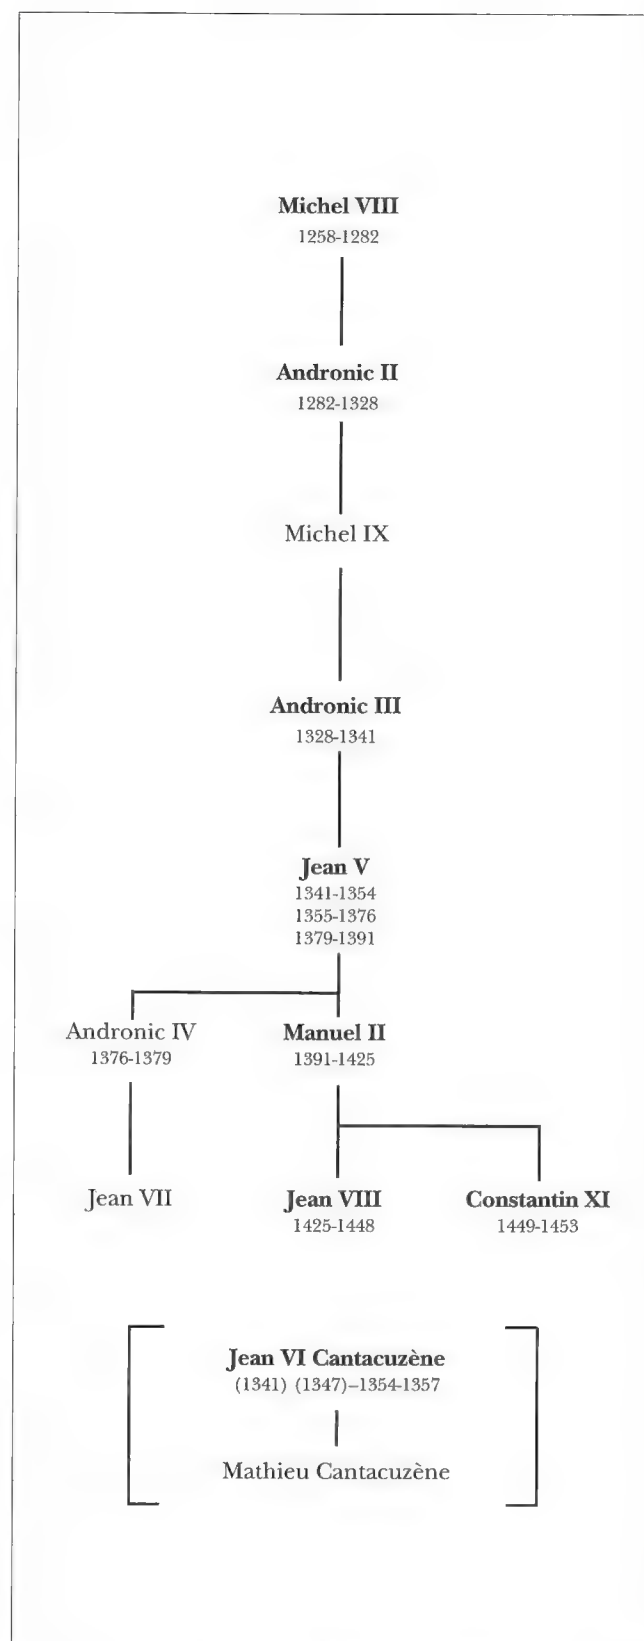 Michel VIII
1258-1282
Andronic II
1282-1328
Michel IX
Andronic III
1328-1341
Jean V
1341-1354
1355-1376
1379-1391
Andronic IV
1376-1379
Manuel II
1391-1425
Jean VII
Jean VIII
1425-1448
Constantin XI
1449-1453
Jean VI Cantacuzène
(1341) (1347)–1354-1357
Mathieu Cantacuzène